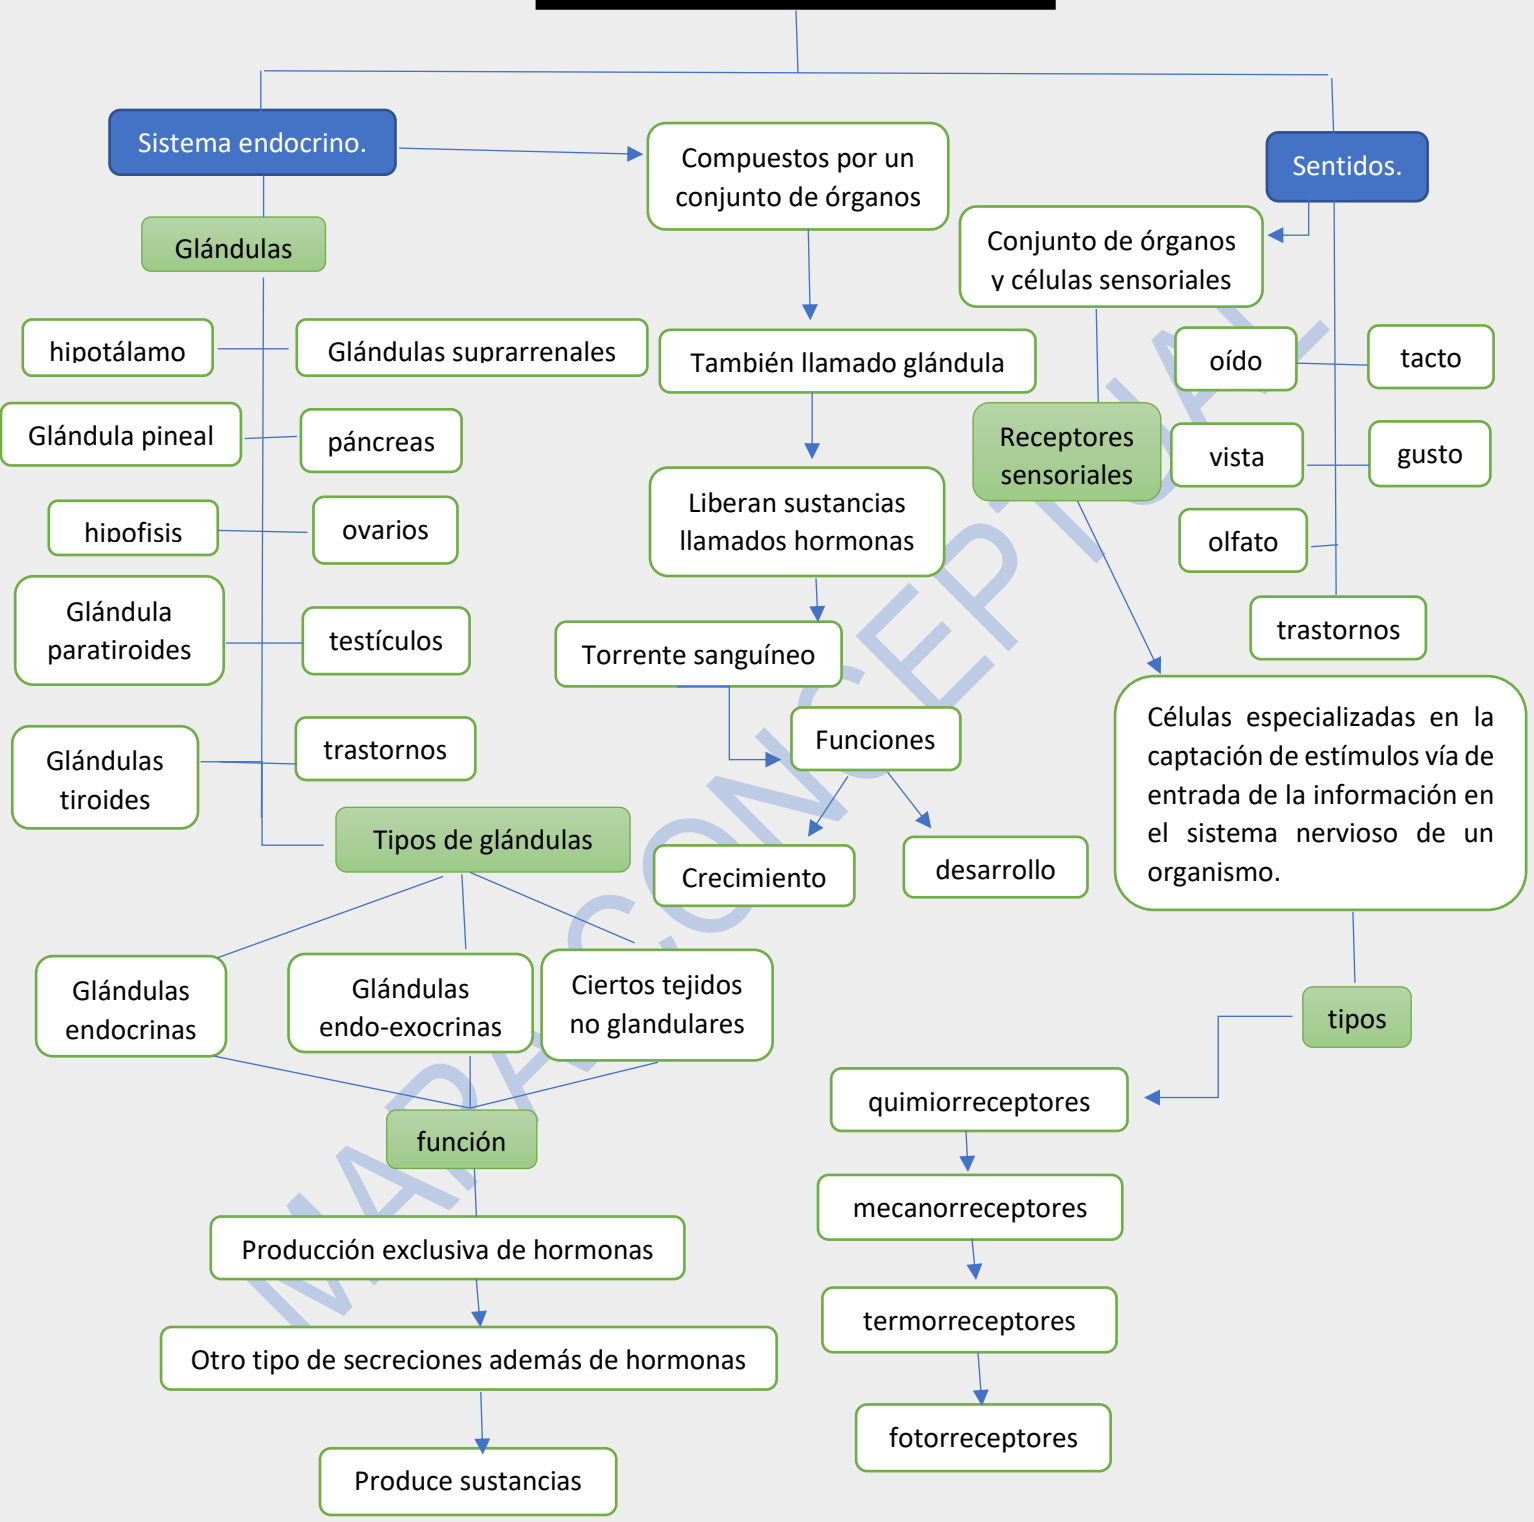 Sistema endocrino.
Compuestos por un
conjunto de órganos
Sentidos.
Glándulas
Conjunto de órganos
y células sensoriales
hipotálamo
Glándulas suprarrenales
También llamado glándula
oído
tacto
Glándula pineal
páncreas
Receptores
sensoriales
vista
gusto
hipofisis
ovarios
Liberan sustancias
llamados hormonas
olfato
Glándula
paratiroides
testículos
Torrente sanguíneo
trastornos
Glándulas
tiroides
trastornos
Funciones
Células especializadas en la
captación de estímulos vía de
entrada de la información en
el sistema nervioso de un
organismo.
Tipos de glándulas
Crecimiento
desarrollo
Glándulas
endocrinas
Glándulas
endo-exocrinas
Ciertos tejidos
no glandulares
tipos
función
quimiorreceptores
mecanorreceptores
Producción exclusiva de hormonas
termorreceptores
Otro tipo de secreciones además de hormonas
fotorreceptores
Produce sustancias
MAPA CONCEPTUAL